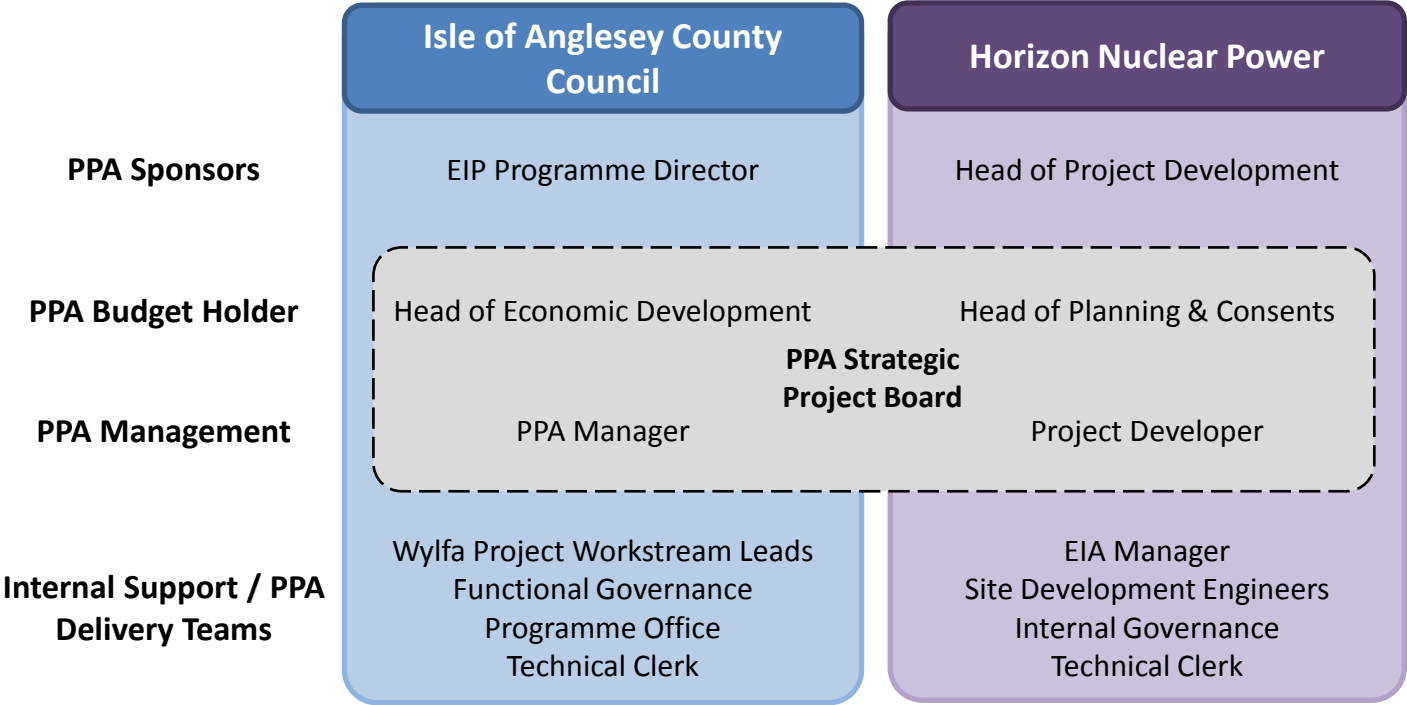 Isle of Anglesey County
Council
Horizon Nuclear Power
PPA Sponsors
EIP Programme Director
Head of Project Development
PPA Budget Holder
Head of Economic Development
Head of Planning & Consents
PPA Strategic
Project Board
PPA Management
PPA Manager
Project Developer
Internal Support / PPA
Delivery Teams
Wylfa Project Workstream Leads
Functional Governance
Programme Office
Technical Clerk
EIA Manager
Site Development Engineers
Internal Governance
Technical Clerk